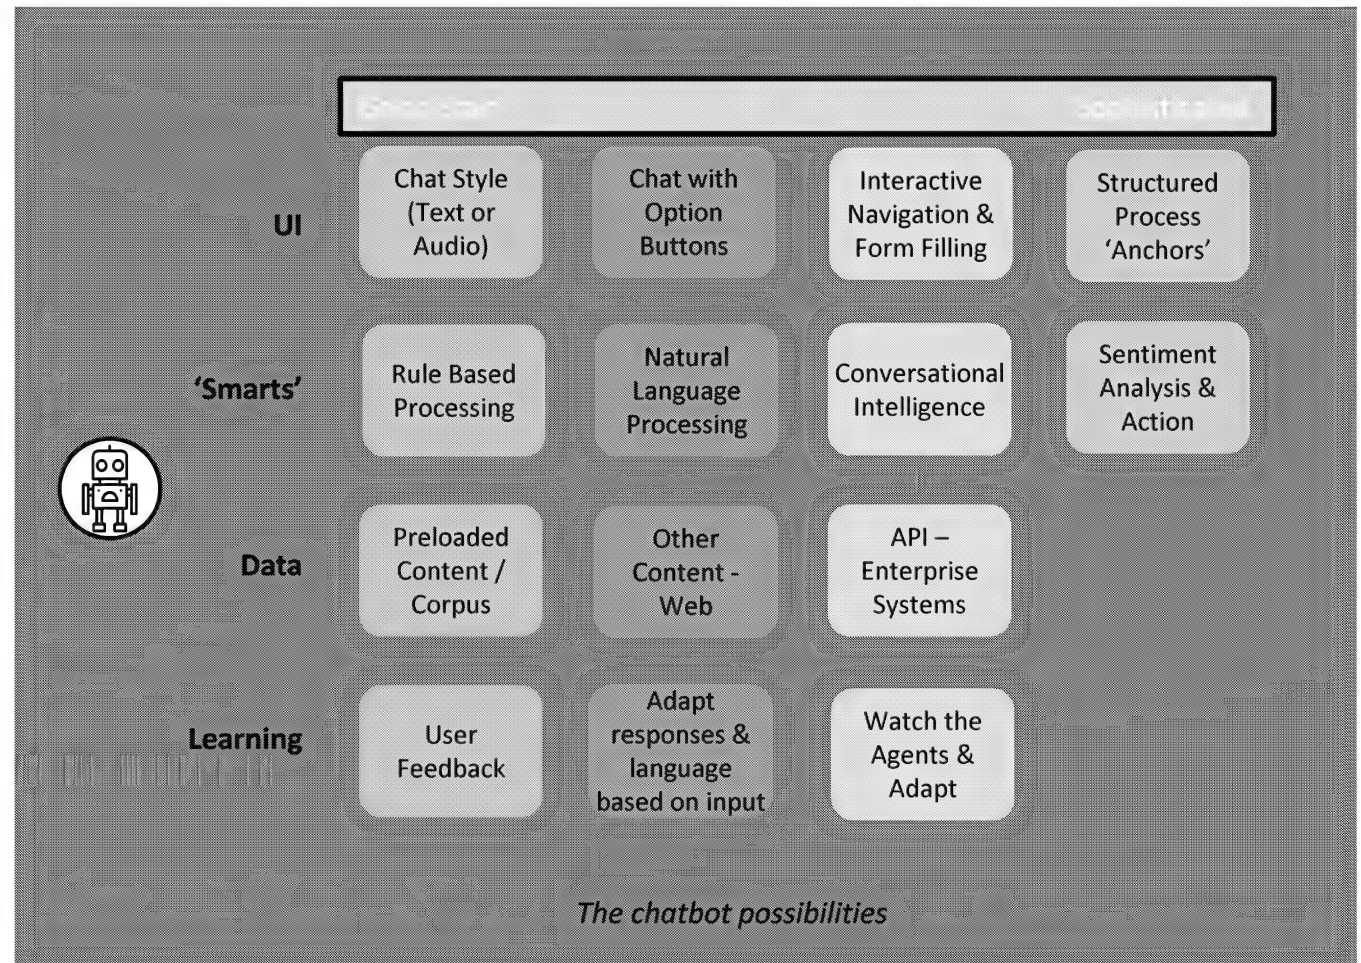 UI
Chat Style
(Text or
Audio)
Chat with
Option
Buttons
Interactive
Navigation &
Form Filling
Structured
Process
‘Anchors’
‘Smarts’
Rule Based
Processing
Natural
Language
Processing
Conversational
Intelligence
Sentiment
Analysis &
Action
Data
Preloaded
Content /
Corpus
Other
Content -
Web
API –
Enterprise
Systems
Learning
User
Feedback
Adapt
responses &
language
based on input
Watch the
Agents &
Adapt
The chatbot possibilities